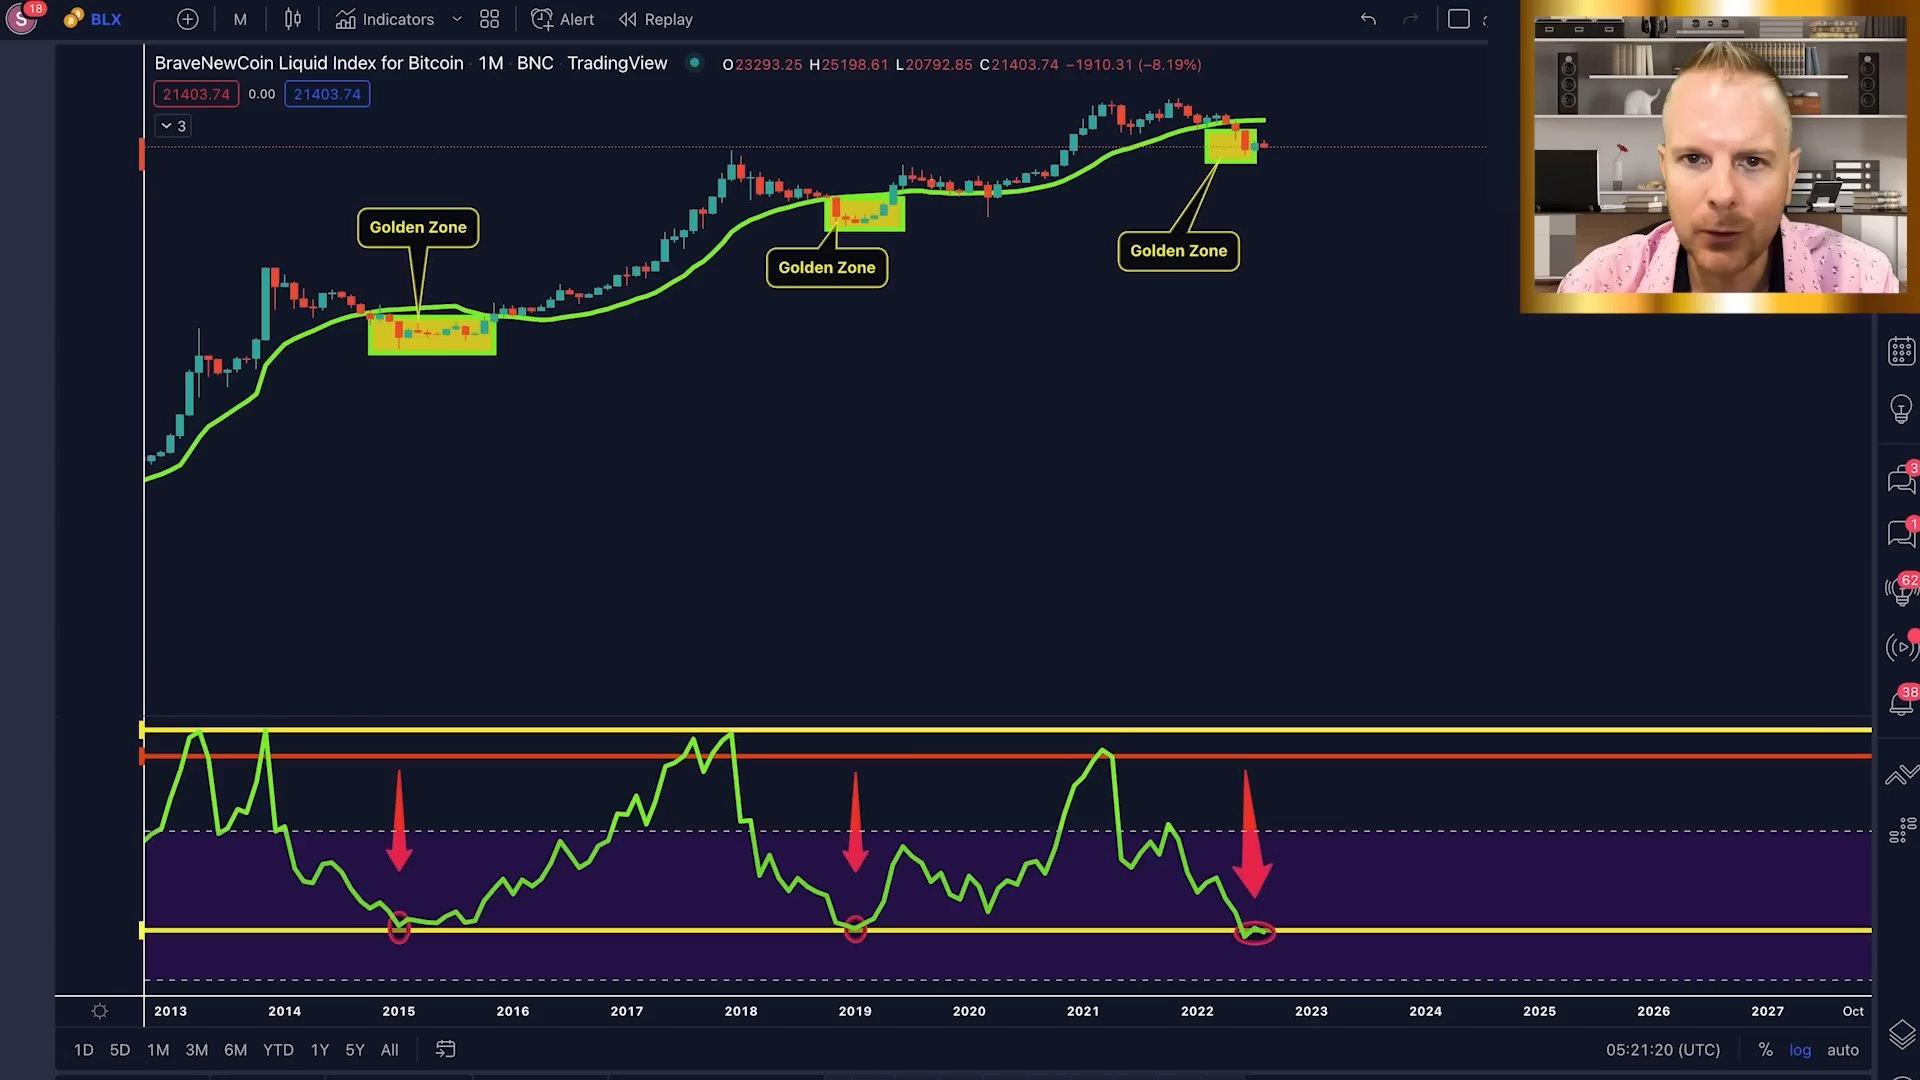 S 18 BLX M Indicators Alert Replay
BraveNewCoin Liquid Index for Bitcoin · 1M · BNC · TradingView O23293.25 H25198.61 L20792.85 C21403.74 −1910.31 (−8.19%)
21403.74 0.00 21403.74
3
Golden Zone
Golden Zone
Golden Zone
3
1
62
38
2013 2014 2015 2016 2017 2018 2019 2020 2021 2022 2023 2024 2025 2026 2027 Oct
1D 5D 1M 3M 6M YTD 1Y 5Y All 05:21:20 (UTC) % log auto